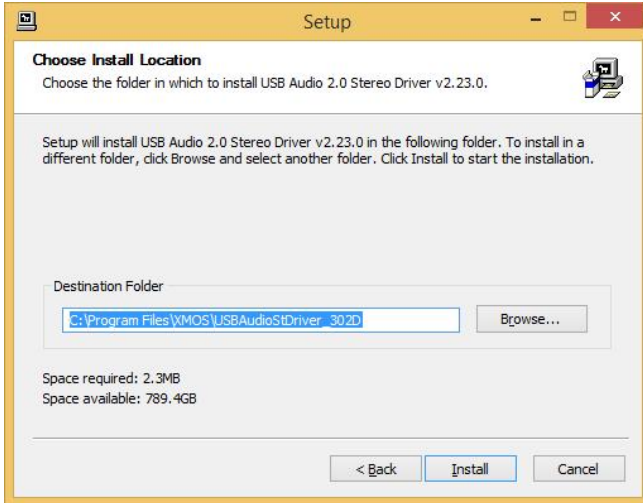 Setup
Choose Install Location
Choose the folder in which to install USB Audio 2.0 Stereo Driver v2.23.0.
Setup will install USB Audio 2.0 Stereo Driver v2.23.0 in the following folder. To install in a
different folder, click Browse and select another folder. Click Install to start the installation.
Destination Folder
C:\Program Files\XMOS\USBAudioStDriver_302D
Browse...
Space required: 2.3MB
Space available: 789.4GB
< Back
Install
Cancel